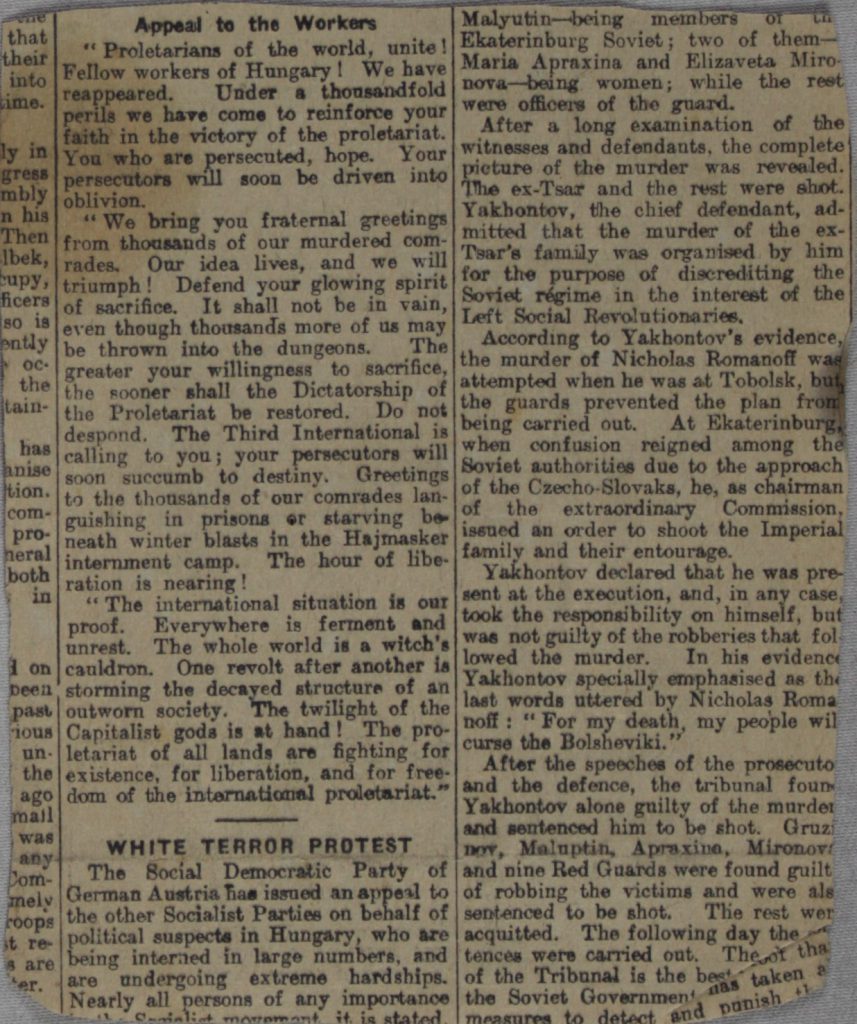 the
that
their
into
ime.
ly in
gress
mbly
n his
Then
lbek,
cupy,
ficers
so is
ently
oc-
the
tain-
has
anise
tion.
com-
pro-
neral
both
in
l on
been
past
ious
un-
the
ago
mall
was
any
Com-
mely
roops
t re-
s are
er.
Appeal to the Workers
"Proletarians of the world, unite!
Fellow workers of Hungary! We have
reappeared. Under a thousandfold
perils we have come to reinforce your
faith in the victory of the proletariat.
You who are persecuted, hope. Your
persecutors will soon be driven into
oblivion.
"We bring you fraternal greetings
from thousands of our murdered com-
rades. Our idea lives, and we will
triumph! Defend your glowing spirit
of sacrifice. It shall not be in vain,
even though thousands more of us may
be thrown into the dungeons. The
greater your willingness to sacrifice,
the sooner shall the Dictatorship of
the Proletariat be restored. Do not
despond. The Third International is
calling to you; your persecutors will
soon succumb to destiny. Greetings
to the thousands of our comrades lan-
guishing in prisons or starving be-
neath winter blasts in the Hajmasker
internment camp. The hour of libe-
ration is nearing!
"The international situation is our
proof. Everywhere is ferment and
unrest. The whole world is a witch's
cauldron. One revolt after another is
storming the decayed structure of an
outworn society. The twilight of the
Capitalist gods is at hand! The pro-
letariat of all lands are fighting for
existence, for liberation, and for free-
dom of the international proletariat."
WHITE TERROR PROTEST
The Social Democratic Party of
German Austria has issued an appeal to
the other Socialist Parties on behalf of
political suspects in Hungary, who are
being interned in large numbers, and
are undergoing extreme hardships.
Nearly all persons of any importance
in the Socialist movement, it is stated,
Malyutin—being members of th
Ekaterinburg Soviet; two of them—
Maria Apraxina and Elizaveta Miro-
nova—being women; while the rest
were officers of the guard.
After a long examination of the
witnesses and defendants, the complete
picture of the murder was revealed.
The ex-Tsar and the rest were shot.
Yakhontov, the chief defendant, ad-
mitted that the murder of the ex-
Tsar's family was organised by him
for the purpose of discrediting the
Soviet régime in the interest of the
Left Social Revolutionaries.
According to Yakhontov's evidence,
the murder of Nicholas Romanoff was
attempted when he was at Tobolsk, but
the guards prevented the plan from
being carried out. At Ekaterinburg,
when confusion reigned among the
Soviet authorities due to the approach
of the Czecho-Slovaks, he, as chairman
of the extraordinary Commission,
issued an order to shoot the Imperial
family and their entourage.
Yakhontov declared that he was pre-
sent at the execution, and, in any case,
took the responsibility on himself, but
was not guilty of the robberies that fol-
lowed the murder. In his evidence
Yakhontov specially emphasised as the
last words uttered by Nicholas Roma
noff: "For my death, my people wil
curse the Bolsheviki."
After the speeches of the prosecuto
and the defence, the tribunal foun
Yakhontov alone guilty of the murder
and sentenced him to be shot. Gruzi
nov, Maluptin, Apraxina, Mironova
and nine Red Guards were found guilt
of robbing the victims and were als
sentenced to be shot. The rest wer
acquitted. The following day the
tences were carried out. The of tha
of the Tribunal is the best has taken a
the Soviet Government and punish th
measures to detect